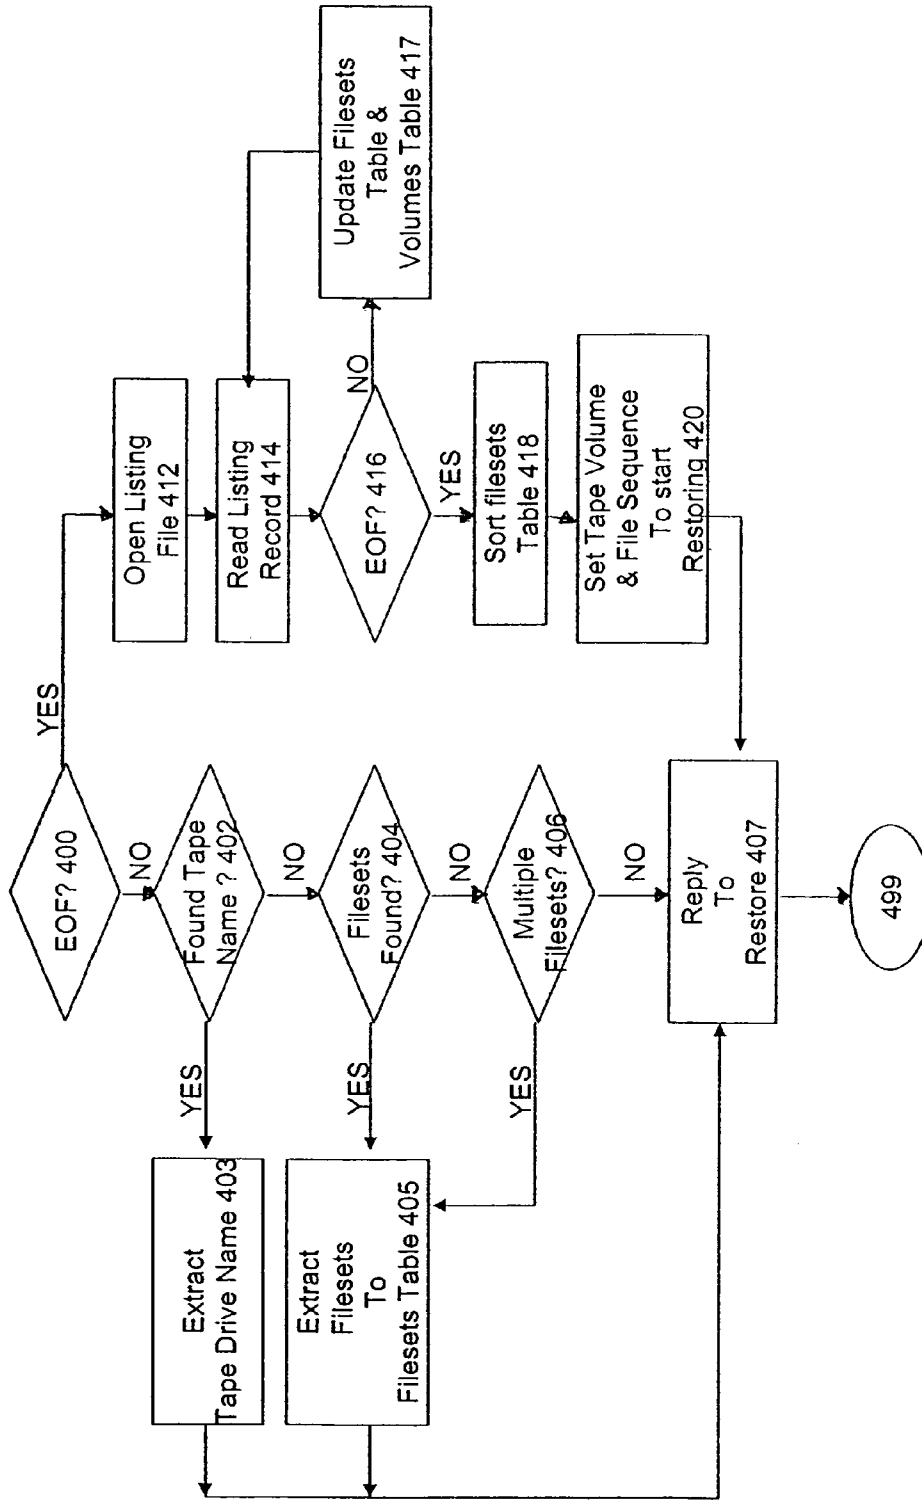 EOF? 400
YES
NO
Found Tape
Name ? 402
YES
NO
Extract
Tape Drive Name 403
Filesets
Found? 404
YES
NO
Extract
Filesets
To
Filesets Table 405
Multiple
Filesets? 406
YES
NO
Reply
To
Restore 407
499
Open Listing
File 412
Read Listing
Record 414
EOF? 416
NO
YES
Update Filesets
Table &
Volumes Table 417
Sort filesets
Table 418
Set Tape Volume
& File Sequence
To start
Restoring 420